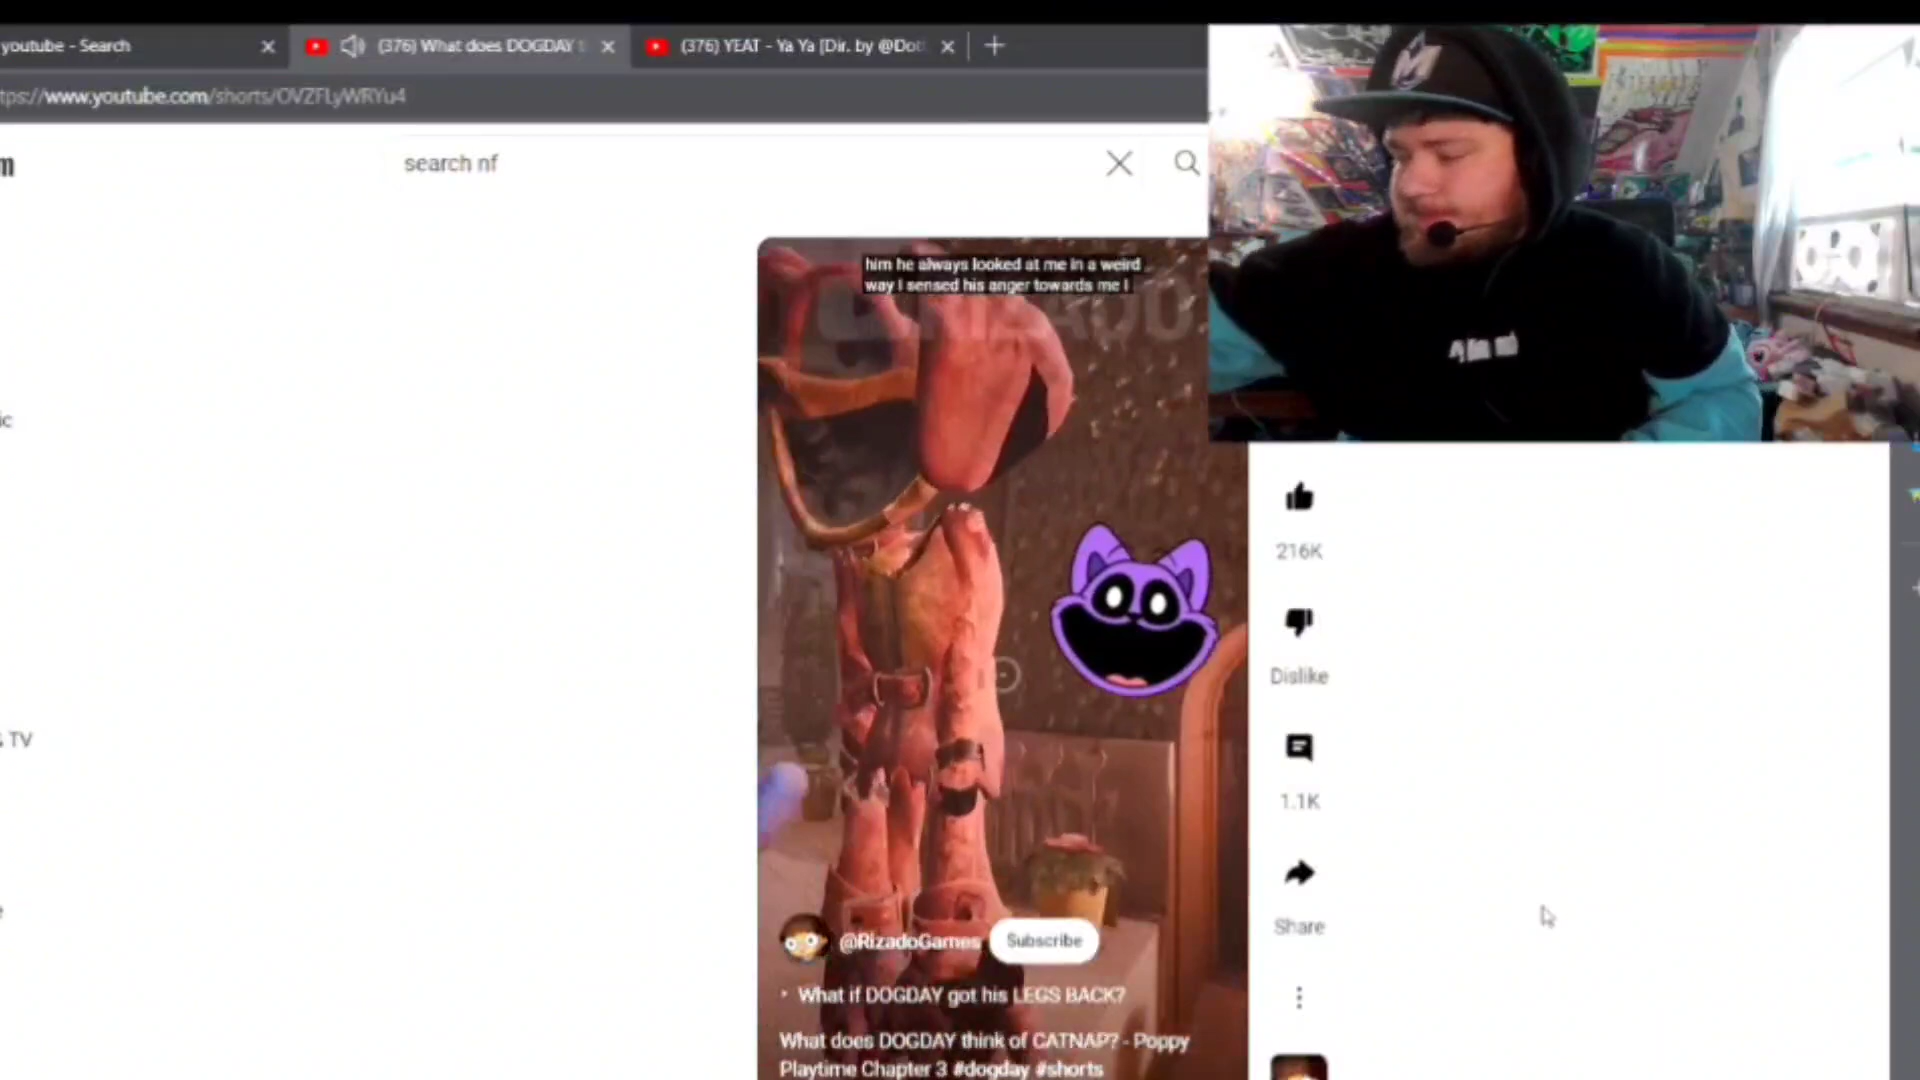 youtube - Search
(376) What does DOGDAY t
(376) YEAT - Ya Ya [Dir. by @Dot
tps://www.youtube.com/shorts/OVZFLyWRYu4
m
search nf
him he always looked at me in a weird
way I sensed his anger towards me I
M
ic
216K
Dislike
& TV
1.1K
Share
@RizadoGames
Subscribe
What if DOGDAY got his LEGS BACK?
What does DOGDAY think of CATNAP? - Poppy
Playtime Chapter 3 #dogday #shorts